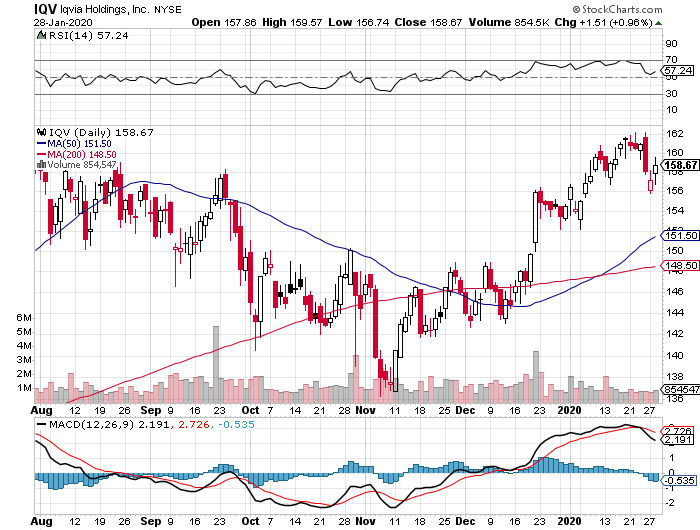 IQV Iqvia Holdings, Inc. NYSE
© StockCharts.com
28-Jan-2020
Open 157.86 High 159.57 Low 156.74 Close 158.67 Volume 854.5K Chg +1.51 (+0.96%)
RSI(14) 57.24
90
70
57.24
50
30
10
IQV (Daily) 158.67
MA(50) 151.50
MA(200) 148.50
Volume 854,547
162
160
158.67
158
156
154
151.50
150
148.50
146
144
142
140
138
136
6M
5M
4M
3M
2M
1M
854547
Aug 12 19 26 Sep 9 16 23 Oct 7 14 21 28 Nov 11 18 25 Dec 9 16 23 2020 13 21 27
MACD(12,26,9) 2.191, 2.726, -0.535
2.726
2.191
1
0
-0.535
-1
-2
Aug 12 19 26 Sep 9 16 23 Oct 7 14 21 28 Nov 11 18 25 Dec 9 16 23 2020 13 21 27